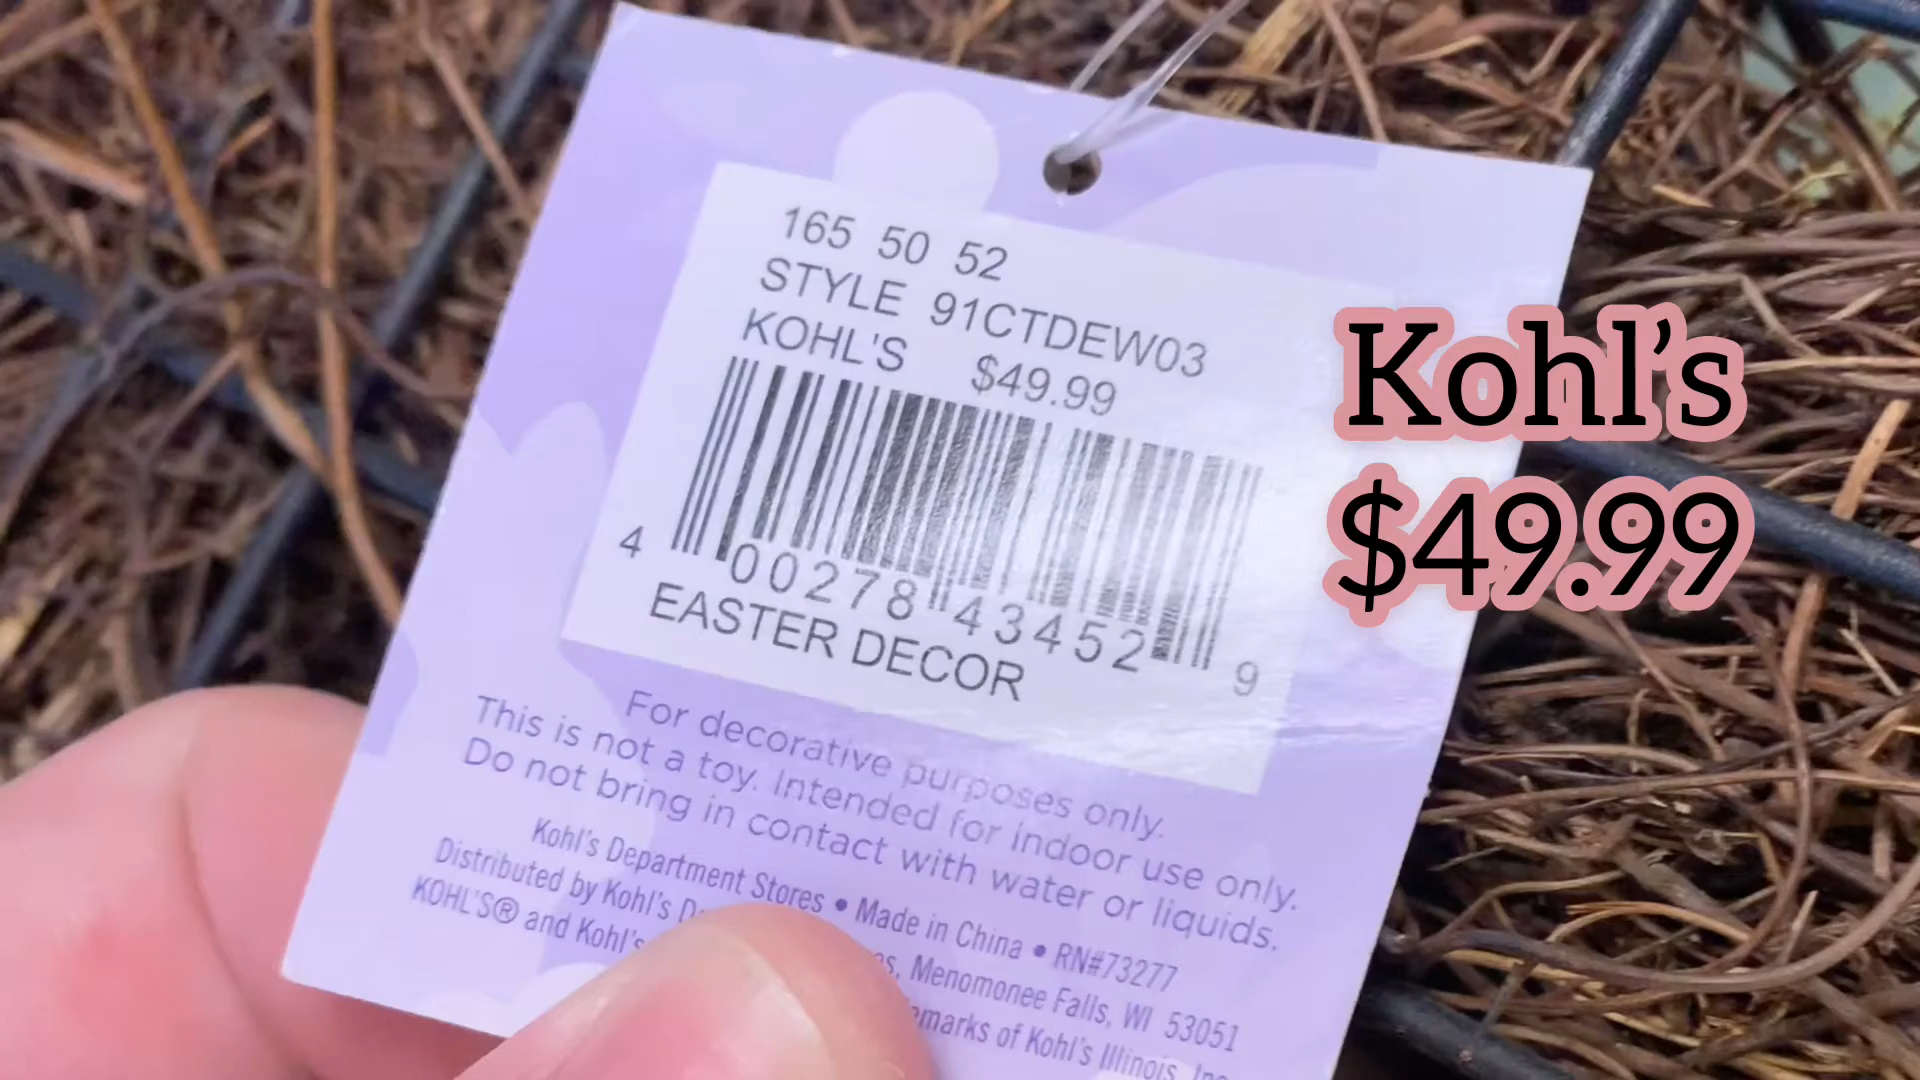 165 50 52
STYLE 91CTDEW03
KOHL'S $49.99
4 00278 43452 9
EASTER DECOR
For decorative purposes only.
This is not a toy. Intended for indoor use only.
Do not bring in contact with water or liquids.
Kohl's Department Stores • Made in China • RN#73277
Distributed by Kohl's Menomonee Falls, WI 53051
KOHL'S® and Kohl's of Kohl's Illinois,
Kohl's
$49.99